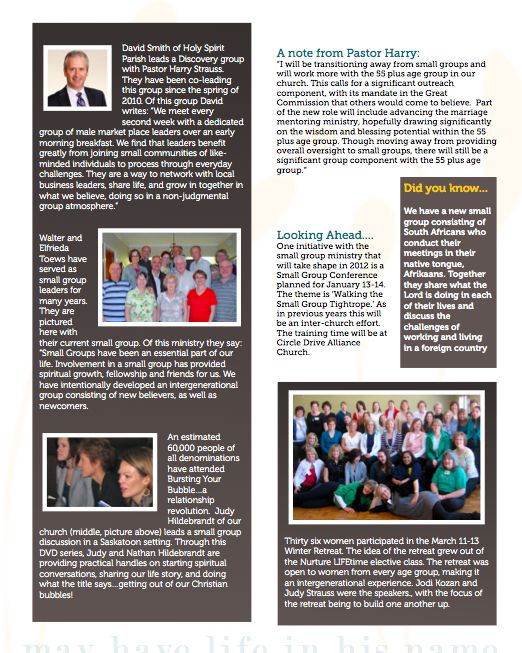 David Smith of Holy Spirit
Parish leads a Discovery group
with Pastor Harry Strauss.
They have been co-leading
this group since the spring of
2010. Of this group David
writes: "We meet every
second week with a dedicated
group of male market place leaders over an early
morning breakfast. We find that leaders benefit
greatly from joining small communities of like-
minded individuals to process through everyday
challenges. They are a way to network with local
business leaders, share life, and grow in together in
what we believe, doing so in a non-judgmental
group atmosphere."
Walter and
Elfrieda
Toews have
served as
small group
leaders for
many years.
They are
pictured
here with
their current small group. Of this ministry they say:
"Small Groups have been an essential part of our
life. Involvement in a small group has provided
spiritual growth, fellowship and friends for us. We
have intentionally developed an intergenerational
group consisting of new believers, as well as
newcomers.
An estimated
60,000 people of
all denominations
have attended
Bursting Your
Bubble...a
relationship
revolution. Judy
Hildebrandt of our
church (middle, picture above) leads a small group
discussion in a Saskatoon setting. Through this
DVD series, Judy and Nathan Hildebrandt are
providing practical handles on starting spiritual
conversations, sharing our life story, and doing
what the title says...getting out of our Christian
bubbles!
A note from Pastor Harry:
"I will be transitioning away from small groups and
will work more with the 55 plus age group in our
church. This calls for a significant outreach
component, with its mandate in the Great
Commission that others would come to believe. Part
of the new role will include advancing the marriage
mentoring ministry, hopefully drawing significantly
on the wisdom and blessing potential within the 55
plus age group. Though moving away from providing
overall oversight to small groups, there will still be a
significant group component with the 55 plus age
group."
Did you know...
We have a new small
group consisting of
South Africans who
conduct their
meetings in their
native tongue,
Afrikaans. Together
they share what the
Lord is doing in each
of their lives and
discuss the
challenges of
working and living
in a foreign country
Looking Ahead....
One initiative with the
small group ministry that
will take shape in 2012 is a
Small Group Conference
planned for January 13-14.
The theme is 'Walking the
Small Group Tightrope.' As
in previous years this will
be an inter-church effort.
The training time will be at
Circle Drive Alliance
Church.
Thirty six women participated in the March 11-13
Winter Retreat. The idea of the retreat grew out of
the Nurture LIFEtime elective class. The retreat was
open to women from every age group, making it
an intergenerational experience. Jodi Kozan and
Judy Strauss were the speakers., with the focus of
the retreat being to build one another up.
may have life in his name